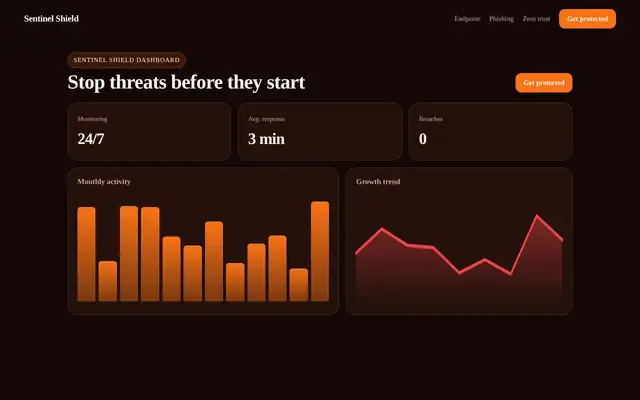 Sentinel Shield
Endpoint Phishing Zero trust Get protected
SENTINEL SHIELD DASHBOARD
Stop threats before they start
Get protected
Monitoring
24/7
Avg. response
3 min
Breaches
0
Monthly activity
Growth trend